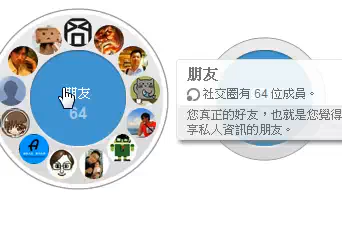 朋友
64
朋友
社交圈有 64 位成員。
您真正的好友，也就是您覺得
享私人資訊的朋友。